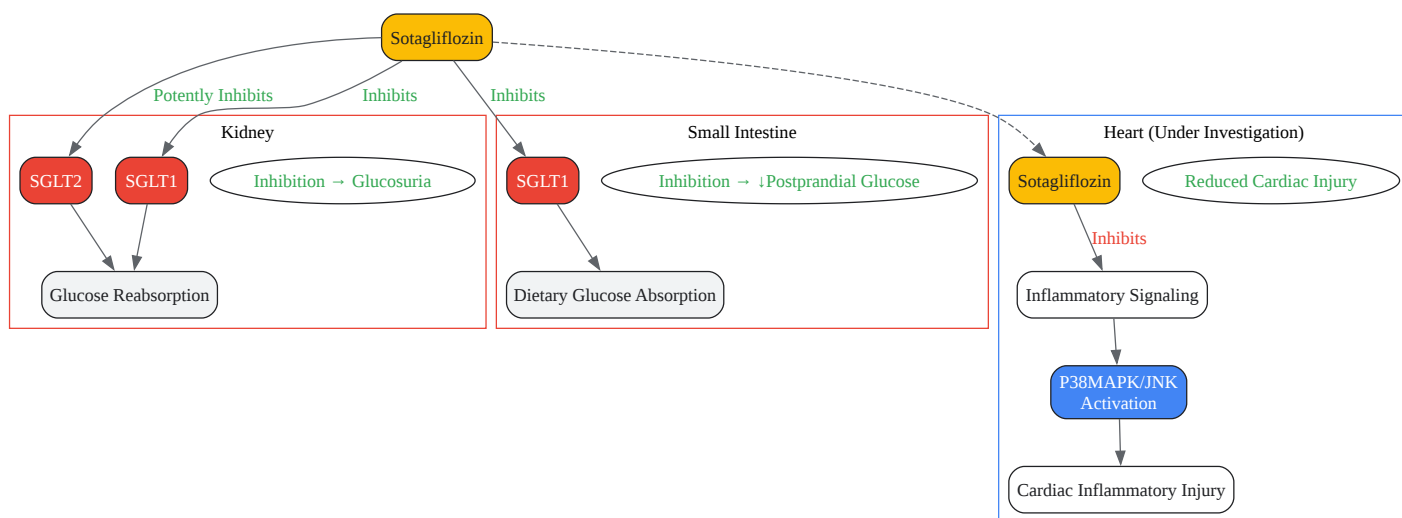 Sotagliflozin
Potently Inhibits
Inhibits
Inhibits
Kidney
Small Intestine
Heart (Under Investigation)
SGLT2
SGLT1
Inhibition → Glucosuria
SGLT1
Inhibition → ↓Postprandial Glucose
Sotagliflozin
Reduced Cardiac Injury
Inhibits
Glucose Reabsorption
Dietary Glucose Absorption
Inflammatory Signaling
P38MAPK/JNK
Activation
Cardiac Inflammatory Injury